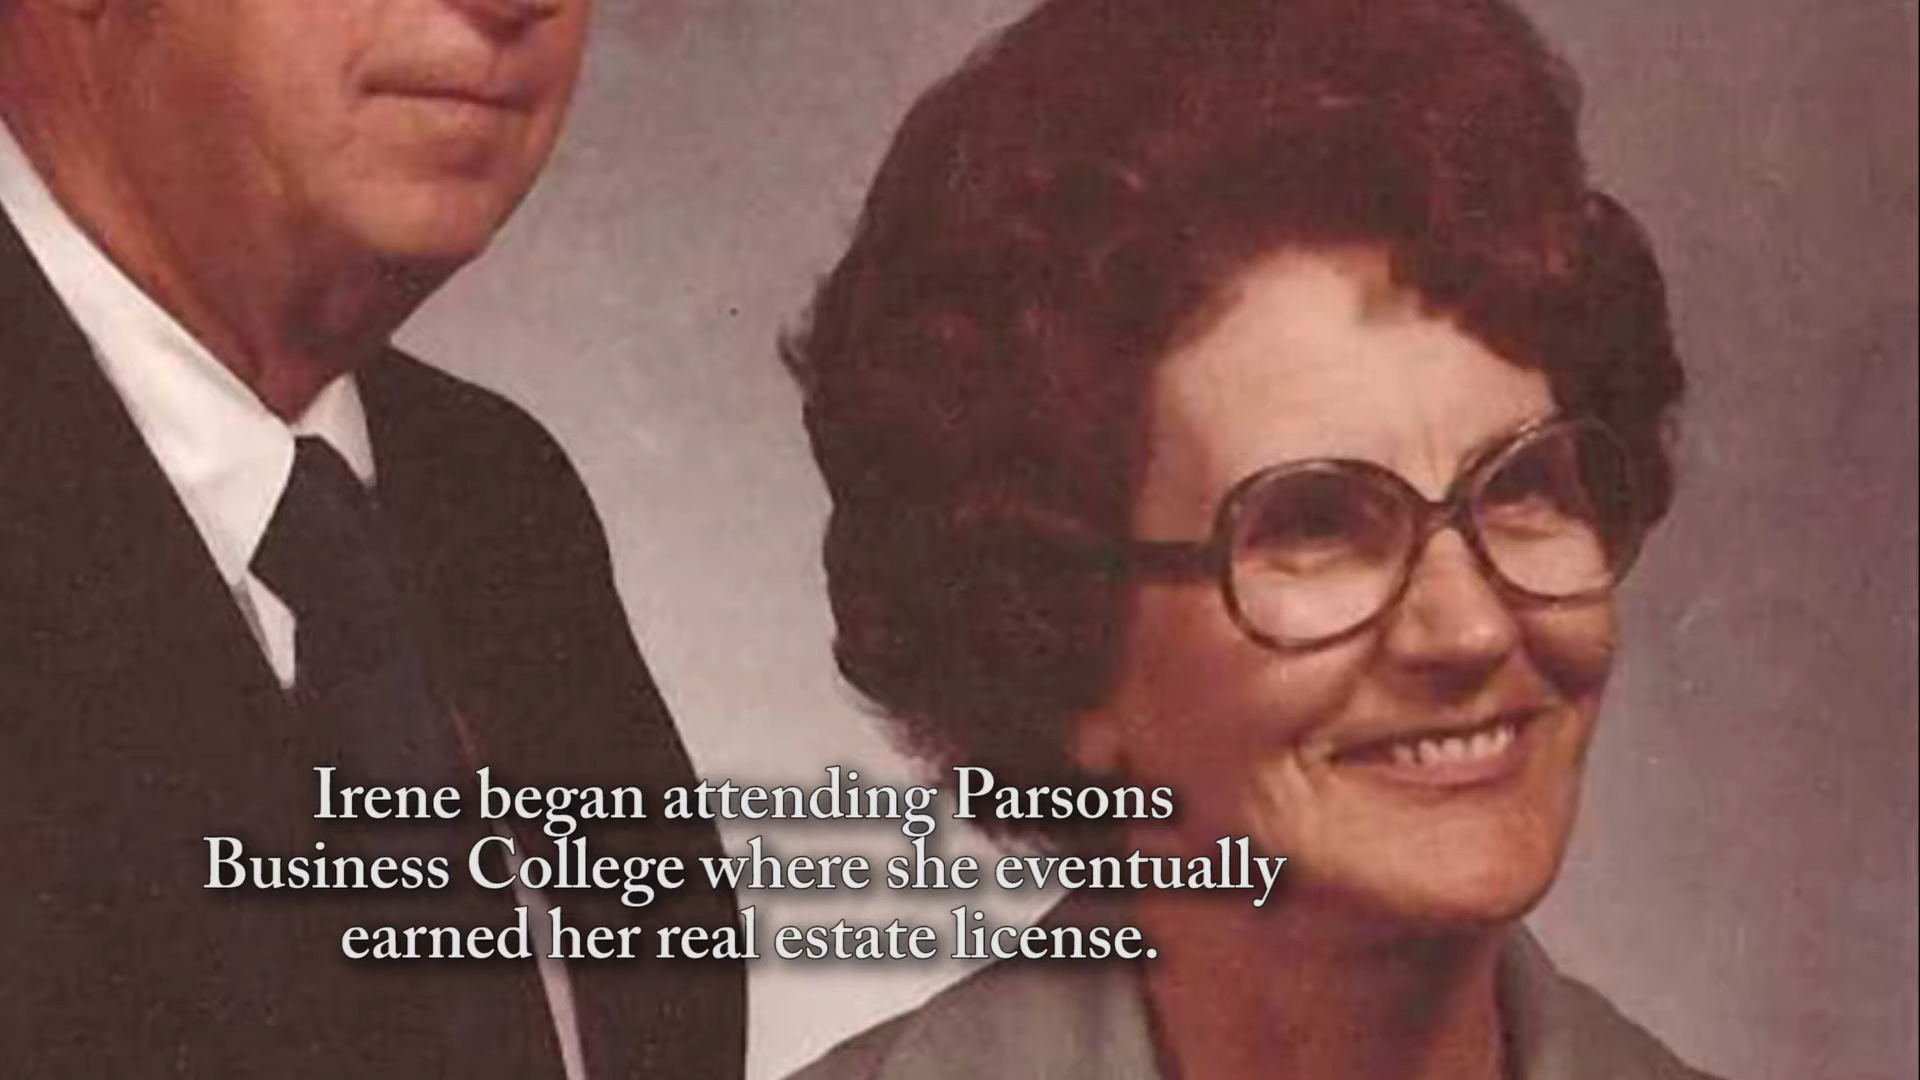 Irene began attending Parsons
Business College where she eventually
earned her real estate license.